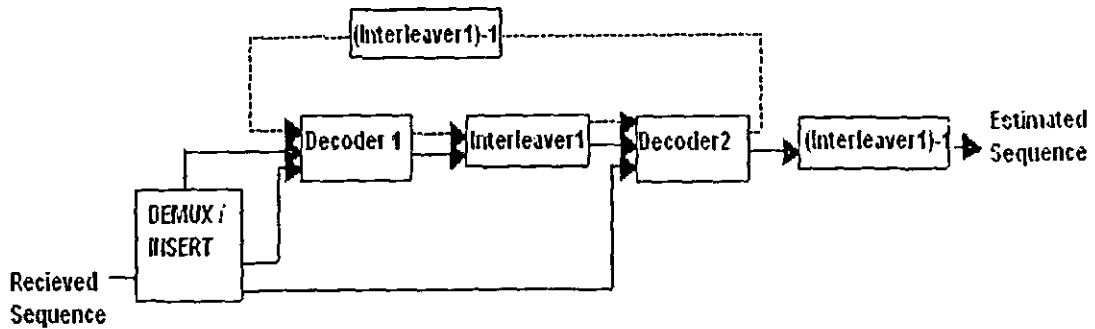 (Interleaver1)-1
Decoder 1
Interleaver1
Decoder2
(Interleaver1)-1
Estimated
Sequence
DEMUX /
INSERT
Recieved
Sequence